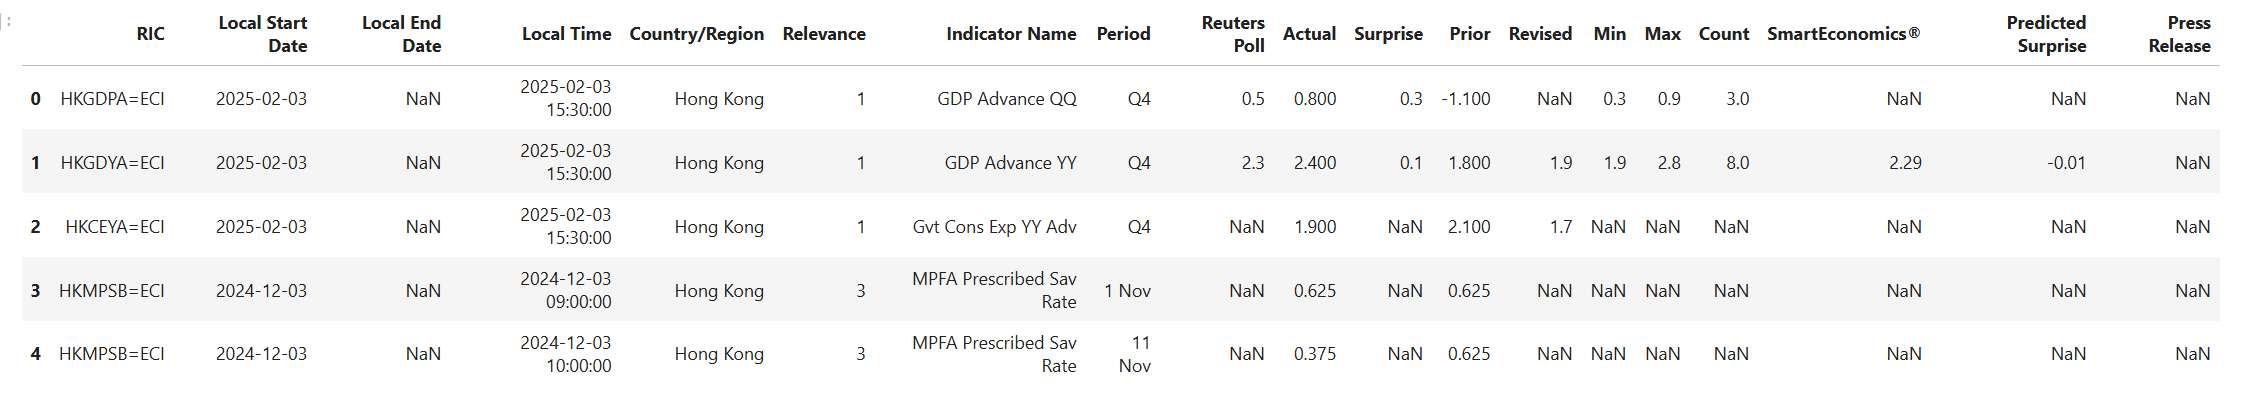 RIC Local Start Date Local End Date Local Time Country/Region Relevance Indicator Name Period Reuters Poll Actual Surprise Prior Revised Min Max Count SmartEconomics® Predicted Surprise Press Release
0 HKGDPA=ECI 2025-02-03 NaN 2025-02-03 15:30:00 Hong Kong 1 GDP Advance QQ Q4 0.5 0.800 0.3 -1.100 NaN 0.3 0.9 3.0 NaN NaN NaN
1 HKGDYA=ECI 2025-02-03 NaN 2025-02-03 15:30:00 Hong Kong 1 GDP Advance YY Q4 2.3 2.400 0.1 1.800 1.9 1.9 2.8 8.0 2.29 -0.01 NaN
2 HKCEYA=ECI 2025-02-03 NaN 2025-02-03 15:30:00 Hong Kong 1 Gvt Cons Exp YY Adv Q4 NaN 1.900 NaN 2.100 1.7 NaN NaN NaN NaN NaN NaN
3 HKMPSB=ECI 2024-12-03 NaN 2024-12-03 09:00:00 Hong Kong 3 MPFA Prescribed Sav Rate 1 Nov NaN 0.625 NaN 0.625 NaN NaN NaN NaN NaN NaN NaN
4 HKMPSB=ECI 2024-12-03 NaN 2024-12-03 10:00:00 Hong Kong 3 MPFA Prescribed Sav Rate 11 Nov NaN 0.375 NaN 0.625 NaN NaN NaN NaN NaN NaN NaN